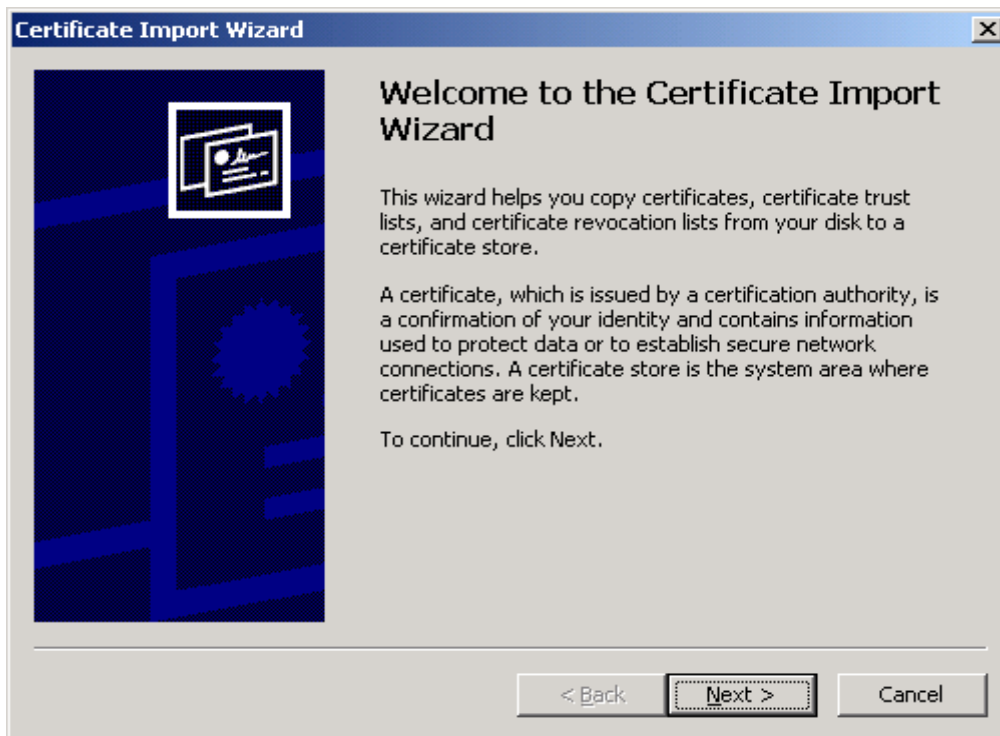 Certificate Import Wizard
Welcome to the Certificate Import
Wizard
This wizard helps you copy certificates, certificate trust
lists, and certificate revocation lists from your disk to a
certificate store.
A certificate, which is issued by a certification authority, is
a confirmation of your identity and contains information
used to protect data or to establish secure network
connections. A certificate store is the system area where
certificates are kept.
To continue, click Next.
< Back
Next >
Cancel